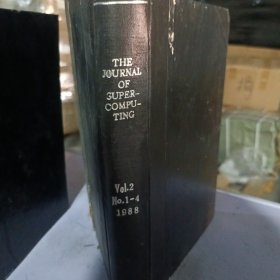 THE
JOURNAL
OF
SUPER-
COMPU-
TING
Vol.2
No.1-4
1988